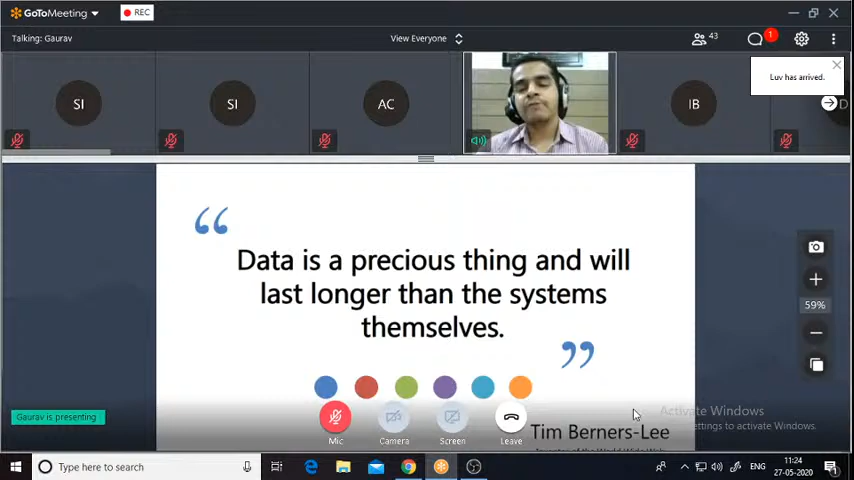 GoToMeeting
REC
Talking: Gaurav
View Everyone
43
1
Luv has arrived.
SI
SI
AC
IB
D
“
Data is a precious thing and will
last longer than the systems
themselves.
”
59%
Gaurav is presenting
Mic
Camera
Screen
Leave
Tim Berners-Lee
Activate Windows
settings to activate Windows.
Type here to search
ENG
11:24
27-05-2020
1